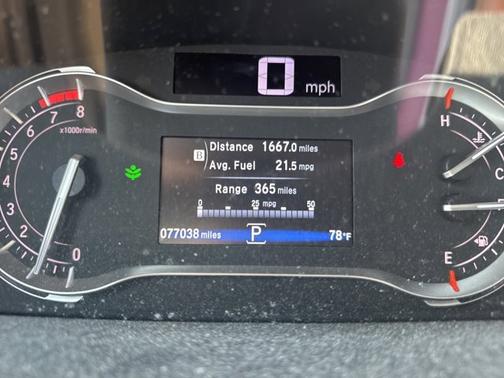 0 mph
8
7
6
5
4
3
2
1
0
x1000r/min
B Distance 1667.0 miles
Avg. Fuel 21.5 mpg
Range 365 miles
0 25 50
mpg
077038 miles P 78°F
H
C
E